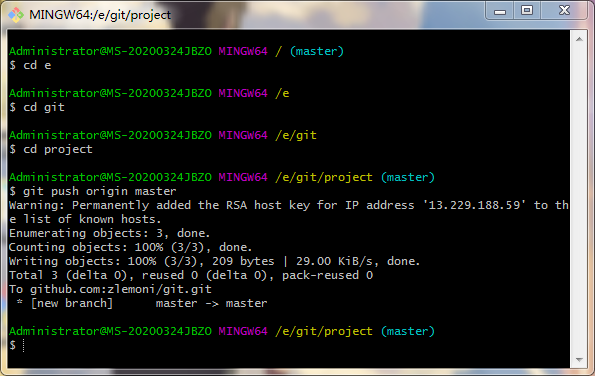 MINGW64:/e/git/project
Administrator@MS-20200324JBZO MINGW64 / (master)
$ cd e
Administrator@MS-20200324JBZO MINGW64 /e
$ cd git
Administrator@MS-20200324JBZO MINGW64 /e/git
$ cd project
Administrator@MS-20200324JBZO MINGW64 /e/git/project (master)
$ git push origin master
Warning: Permanently added the RSA host key for IP address '13.229.188.59' to th
e list of known hosts.
Enumerating objects: 3, done.
Counting objects: 100% (3/3), done.
Writing objects: 100% (3/3), 209 bytes | 29.00 KiB/s, done.
Total 3 (delta 0), reused 0 (delta 0), pack-reused 0
To github.com:zlemoni/git.git
 * [new branch]      master -> master
Administrator@MS-20200324JBZO MINGW64 /e/git/project (master)
$